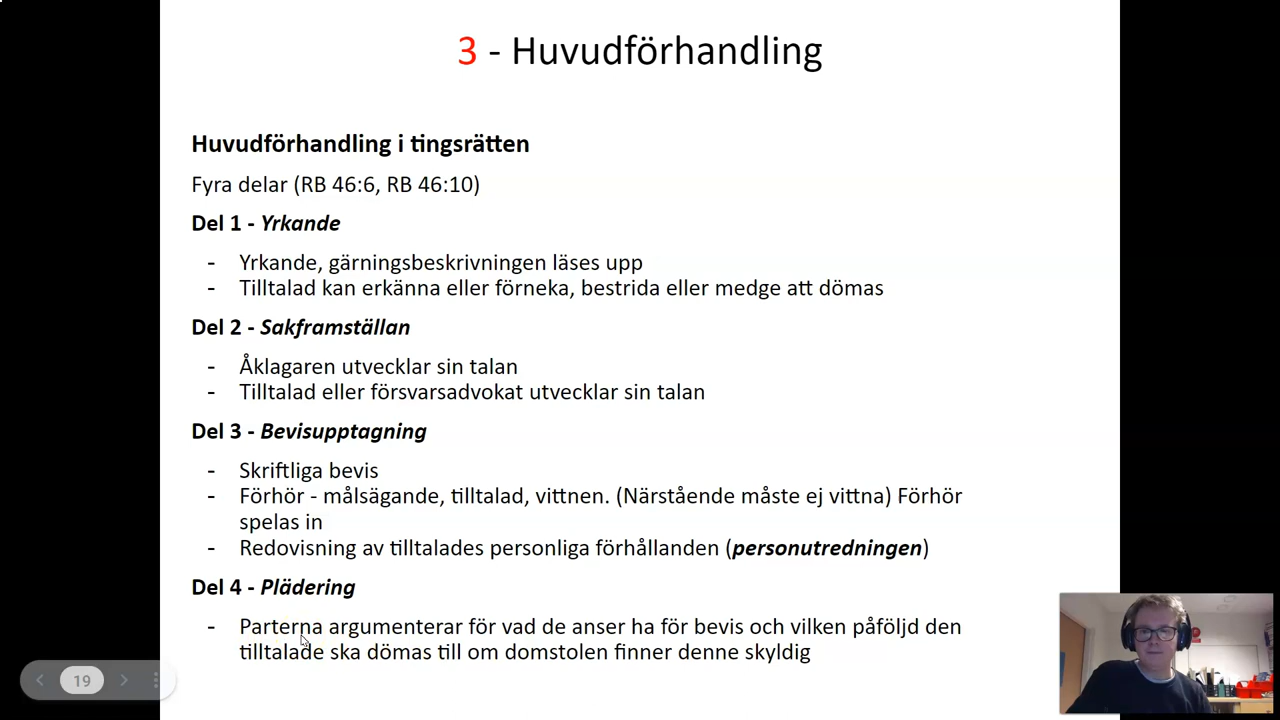 3 - Huvudförhandling
Huvudförhandling i tingsrätten
Fyra delar (RB 46:6, RB 46:10)
Del 1 - Yrkande
- Yrkande, gärningsbeskrivningen läses upp
- Tilltalad kan erkänna eller förneka, bestrida eller medge att dömas
Del 2 - Sakframställan
- Åklagaren utvecklar sin talan
- Tilltalad eller försvarsadvokat utvecklar sin talan
Del 3 - Bevisupptagning
- Skriftliga bevis
- Förhör - målsägande, tilltalad, vittnen. (Närstående måste ej vittna) Förhör
spelas in
- Redovisning av tilltalades personliga förhållanden (personutredningen)
Del 4 - Plädering
- Parterna argumenterar för vad de anser ha för bevis och vilken påföljd den
tilltalade ska dömas till om domstolen finner denne skyldig
19